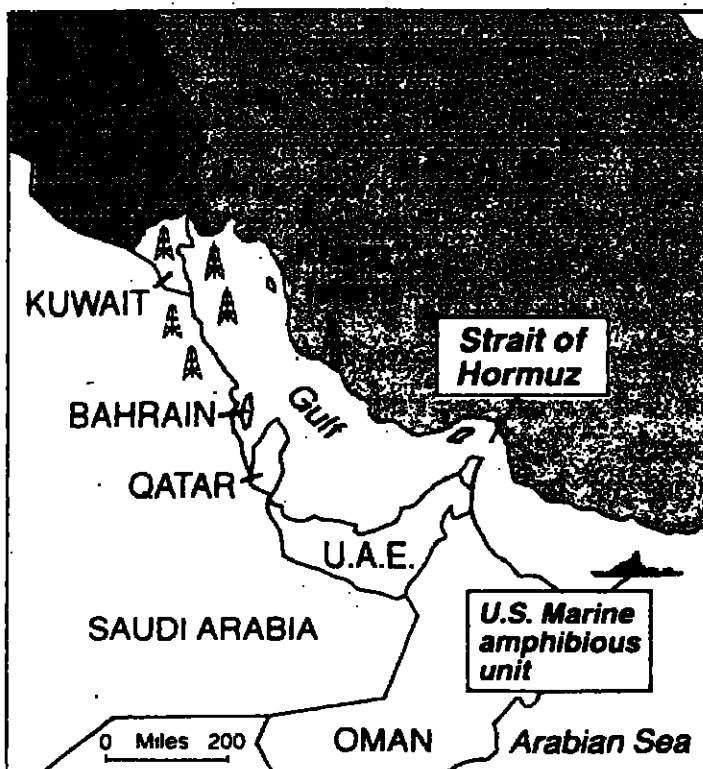 KUWAIT
Strait of
Hormuz
Gulf
BAHRAIN
QATAR
U.A.E.
U.S. Marine
amphibious
unit
SAUDI ARABIA
0 Miles 200
OMAN
Arabian Sea